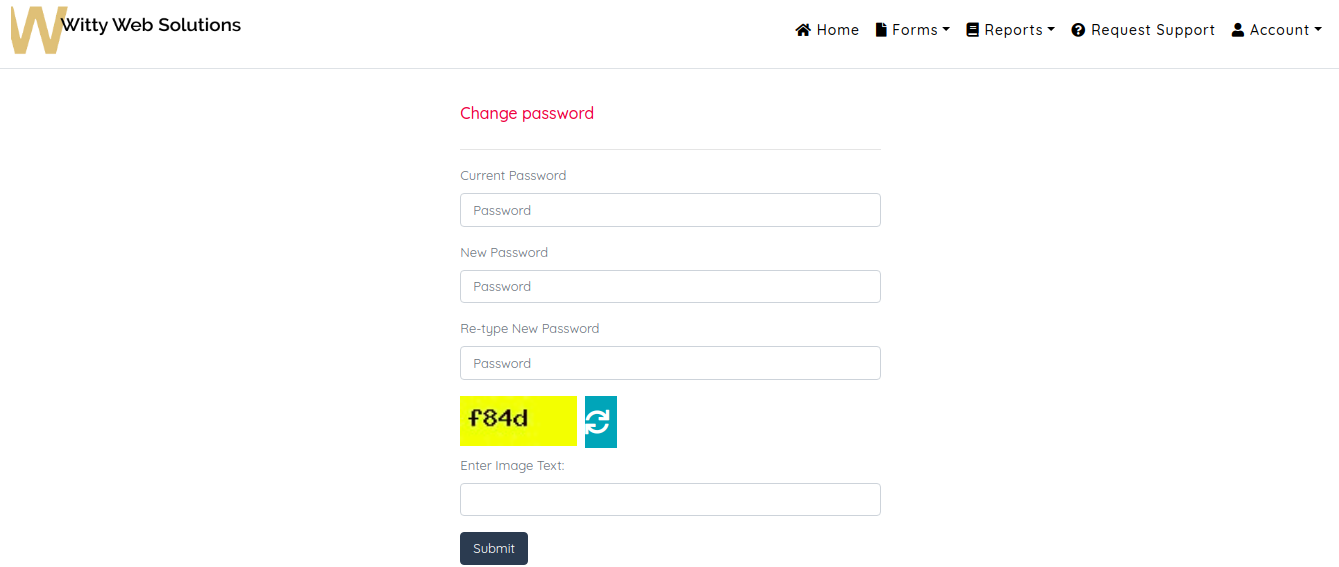 W Witty Web Solutions
Home Forms Reports Request Support Account
Change password
Current Password
Password
New Password
Password
Re-type New Password
Password
f84d
Enter Image Text:
Submit